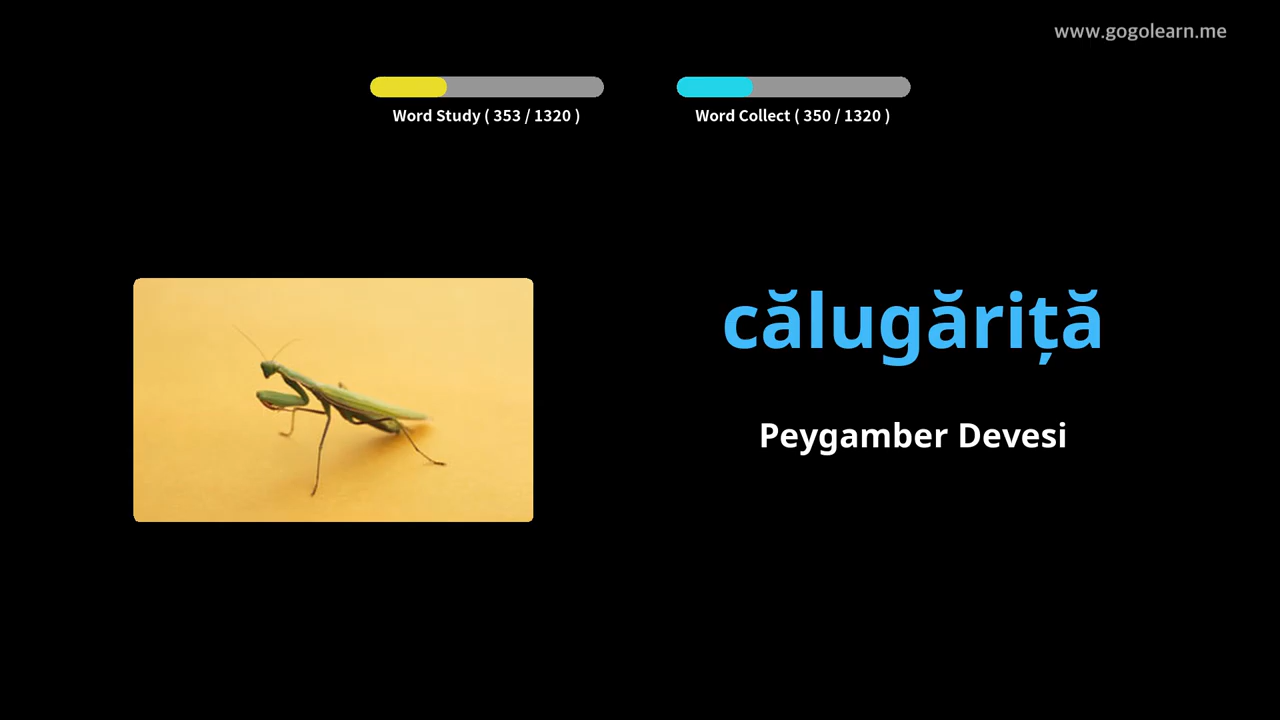 www.gogolearn.me
Word Study ( 353 / 1320 )
Word Collect ( 350 / 1320 )
călugăriță
Peygamber Devesi